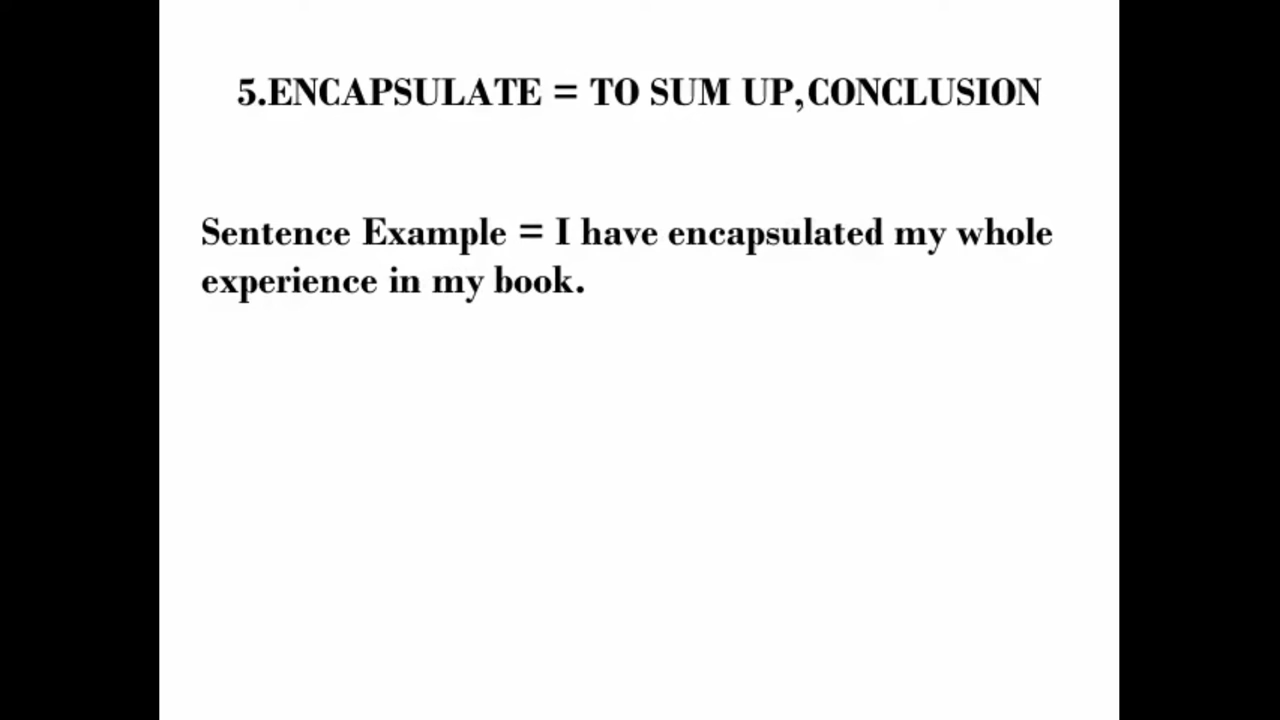 5.ENCAPSULATE = TO SUM UP,CONCLUSION
Sentence Example = I have encapsulated my whole
experience in my book.